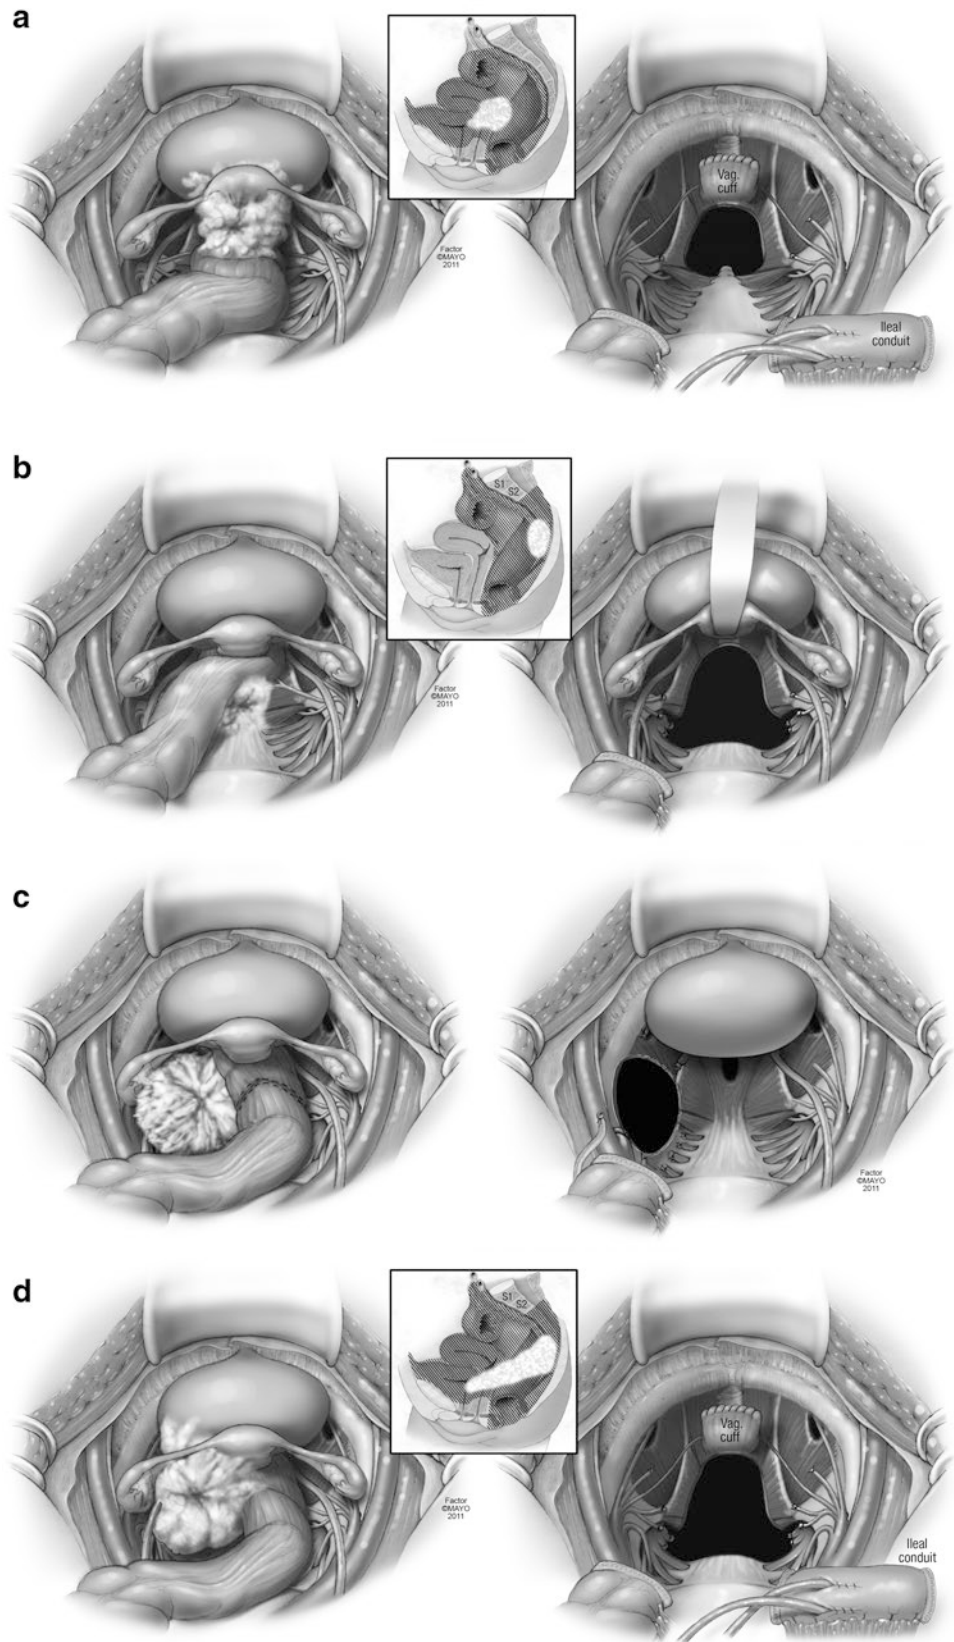 a
Vag.
cuff
Factor
©MAYO
2011
Ileal
conduit
b
S1
S2
Factor
©MAYO
2011
c
Factor
©MAYO
2011
d
S1
S2
Vag.
cuff
Factor
©MAYO
2011
Ileal
conduit